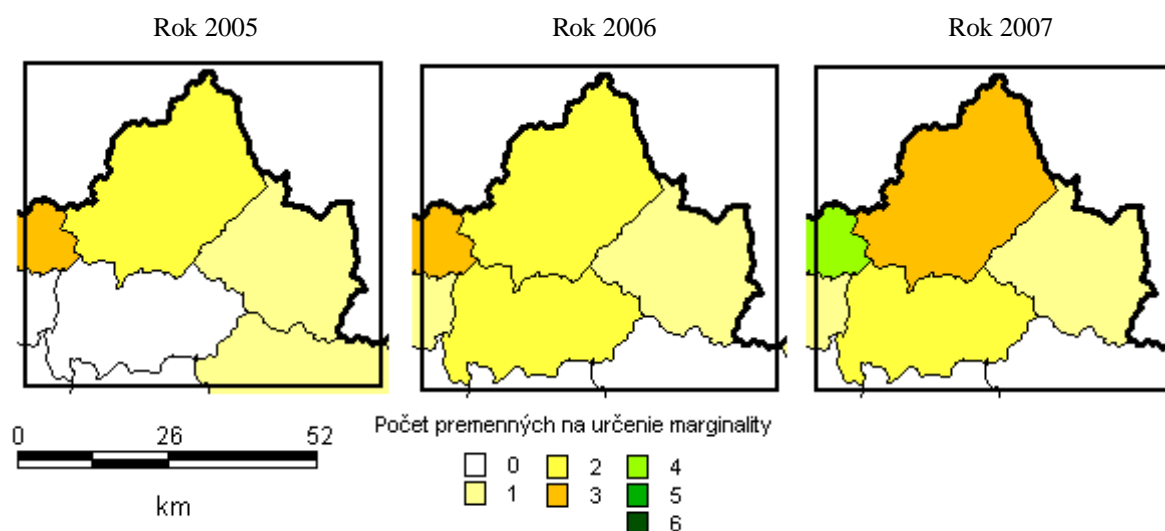 Rok 2005 Rok 2006 Rok 2007
Počet premenných na určenie marginality
0 26 52
km
0 2 4
1 3 5
6